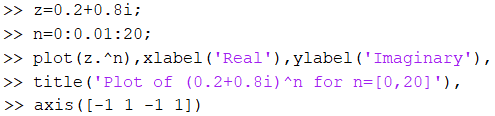 >> z=0.2+0.8i;
>> n=0:0.01:20;
>> plot(z.^n),xlabel('Real'),ylabel('Imaginary'),
>> title('Plot of (0.2+0.8i)^n for n=[0,20]'),
>> axis([-1 1 -1 1])